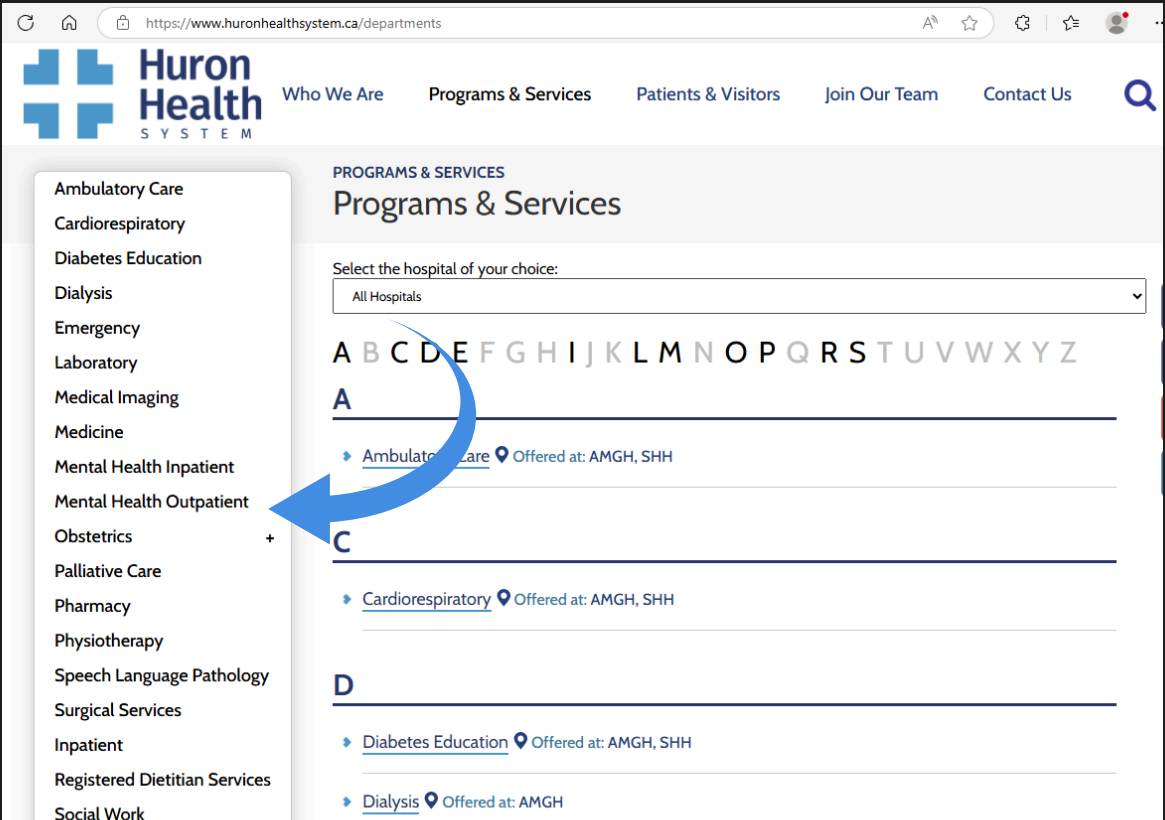 https://www.huronhealthsystem.ca/departments
Huron
Health
SYSTEM
Who We Are
Programs & Services
Patients & Visitors
Join Our Team
Contact Us
Ambulatory Care
Cardiorespiratory
Diabetes Education
Dialysis
Emergency
Laboratory
Medical Imaging
Medicine
Mental Health Inpatient
Mental Health Outpatient
Obstetrics +
Palliative Care
Pharmacy
Physiotherapy
Speech Language Pathology
Surgical Services
Inpatient
Registered Dietitian Services
Social Work
PROGRAMS & SERVICES
Programs & Services
Select the hospital of your choice:
All Hospitals
A B C D E F G H I J K L M N O P Q R S T U V W X Y Z
A
Ambulatory Care Offered at: AMGH, SHH
C
Cardiorespiratory Offered at: AMGH, SHH
D
Diabetes Education Offered at: AMGH, SHH
Dialysis Offered at: AMGH